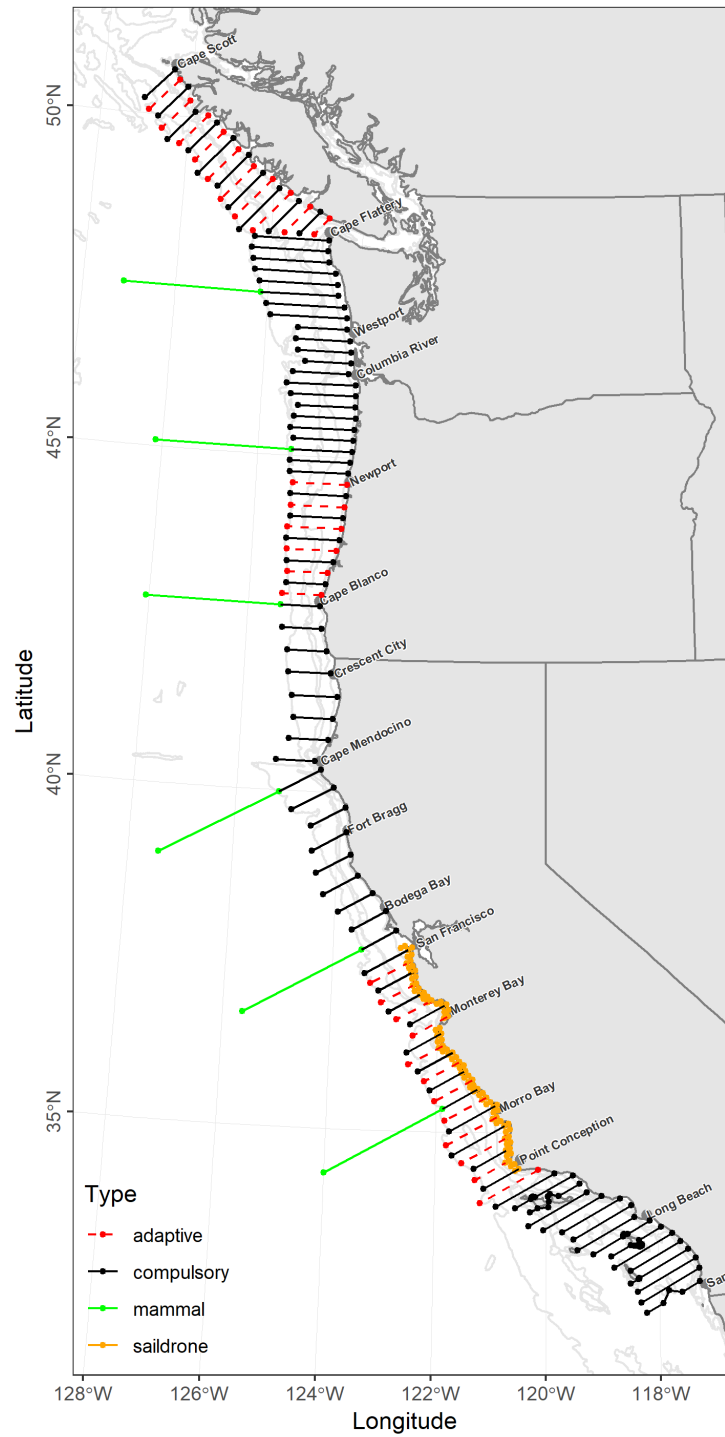 Cape Scott
50°N
Cape Flattery
Westport
Columbia River
45°N
Newport
Cape Blanco
Crescent City
Latitude
Cape Mendocino
40°N
Fort Bragg
Bodega Bay
San Francisco
Monterey Bay
35°N
Morro Bay
Point Conception
Long Beach
San
Type
adaptive
compulsory
mammal
saildrone
128°W
126°W
124°W
122°W
120°W
118°W
Longitude